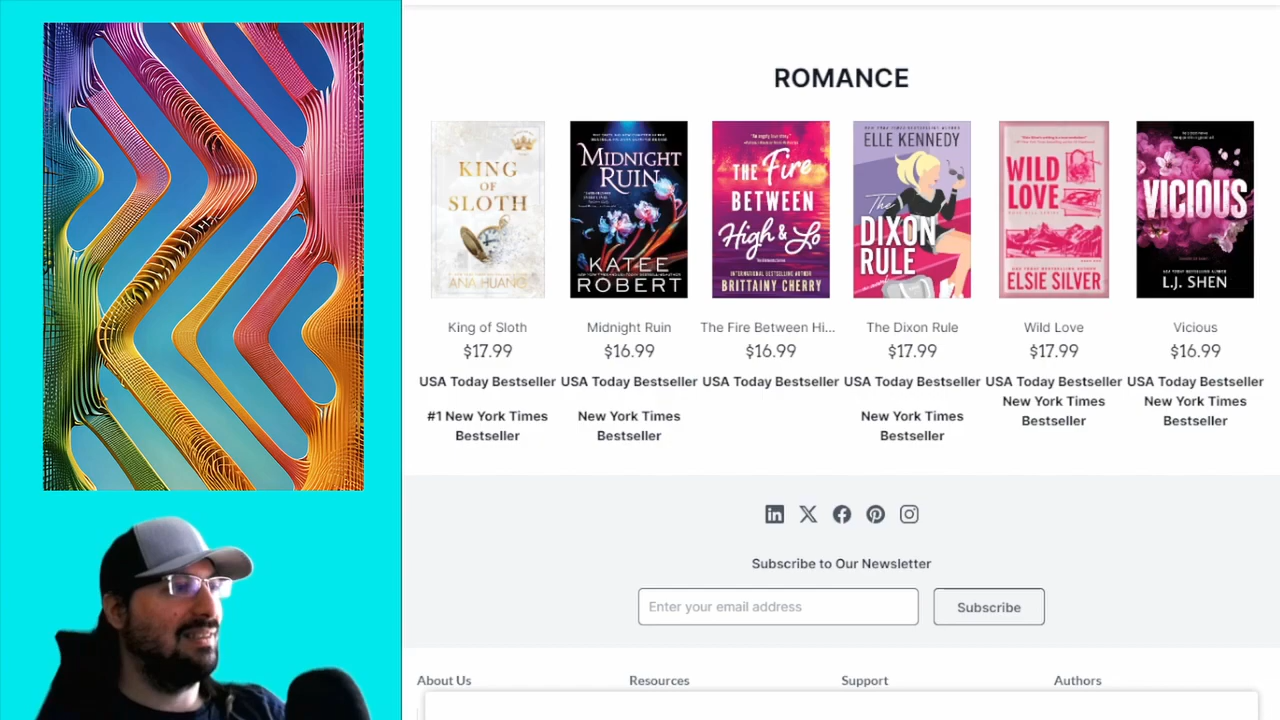 ROMANCE
KING
OF
SLOTH
ANA HUANG
MIDNIGHT
RUIN
KATEE
ROBERT
THE Fire
BETWEEN
High & Lo
INTERNATIONAL BESTSELLING AUTHOR
BRITTAINY CHERRY
ELLE KENNEDY
The
DIXON
RULE
WILD
LOVE
ELSIE SILVER
VICIOUS
L.J. SHEN
King of Sloth
Midnight Ruin
The Fire Between Hi...
The Dixon Rule
Wild Love
Vicious
$17.99
$16.99
$16.99
$17.99
$17.99
$16.99
USA Today Bestseller
USA Today Bestseller
USA Today Bestseller
USA Today Bestseller
USA Today Bestseller
USA Today Bestseller
#1 New York Times
Bestseller
New York Times
Bestseller
New York Times
Bestseller
New York Times
Bestseller
New York Times
Bestseller
Subscribe to Our Newsletter
Enter your email address
Subscribe
About Us
Resources
Support
Authors